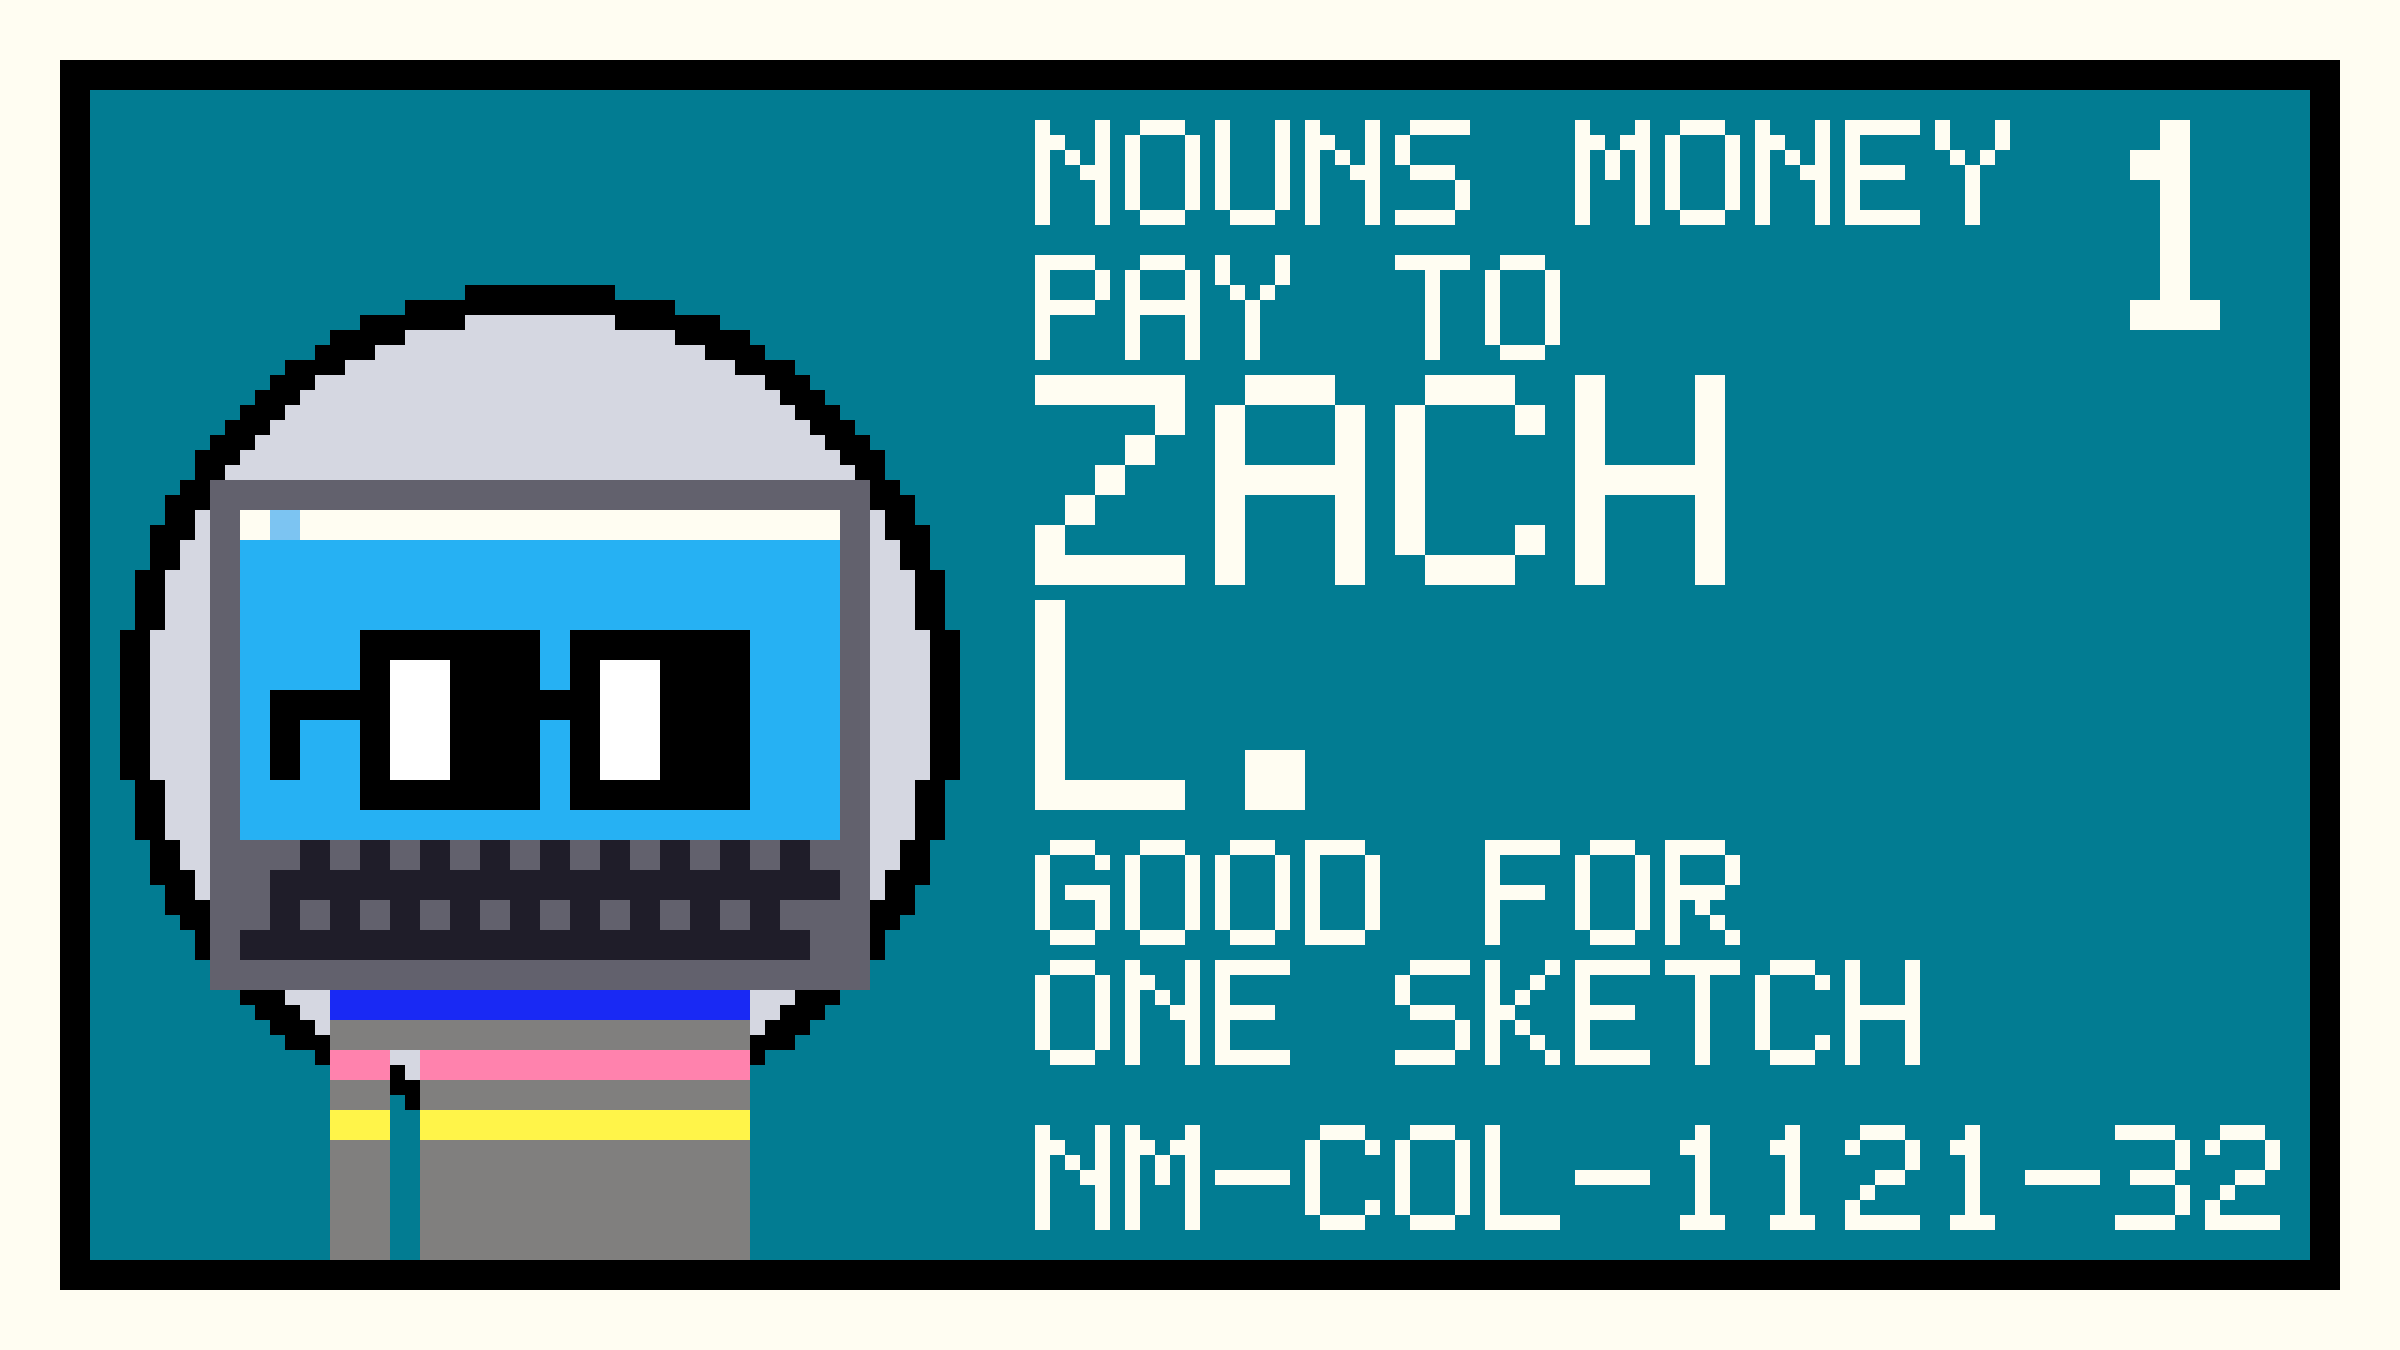 NOUNS MONEY 1
PAY TO
ZACH
L.
GOOD FOR
ONE SKETCH
NM-COL-1121-32